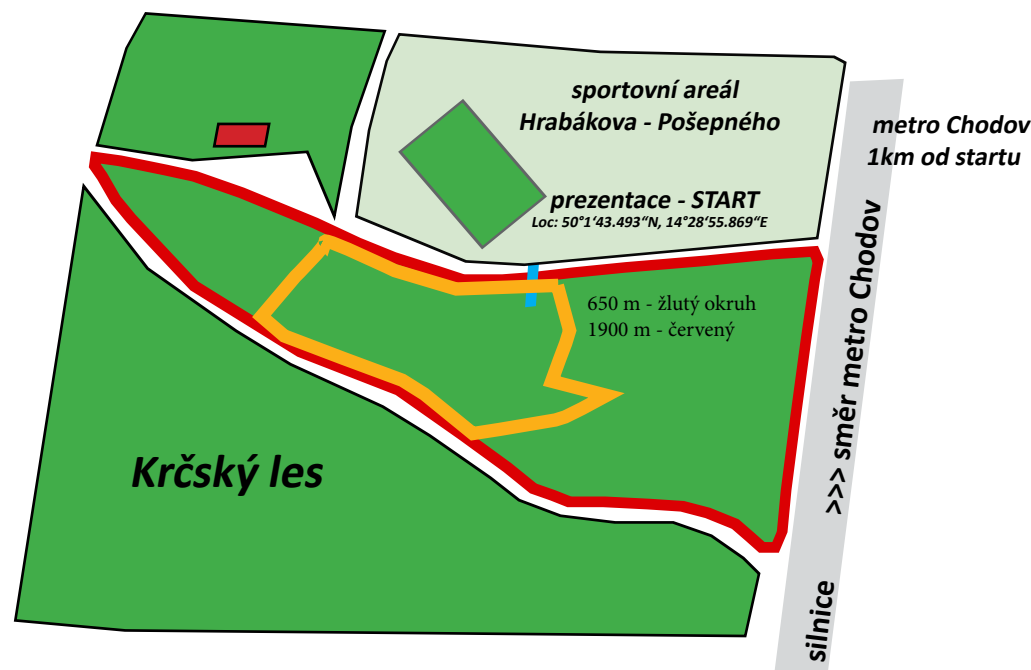 sportovní areál
Hrabákova - Pošepného
metro Chodov
1km od startu
prezentace - START
Loc: 50°1‘43.493“N, 14°28‘55.869“E
650 m - žlutý okruh
1900 m - červený
Krčský les
silnice >>> směr metro Chodov